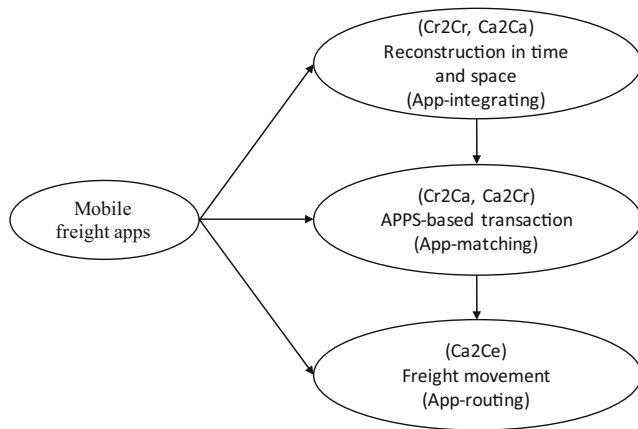 (Cr2Cr, Ca2Ca)
Reconstruction in time
and space
(App-integrating)
Mobile
freight apps
(Cr2Ca, Ca2Cr)
APPS-based transaction
(App-matching)
(Ca2Ce)
Freight movement
(App-routing)